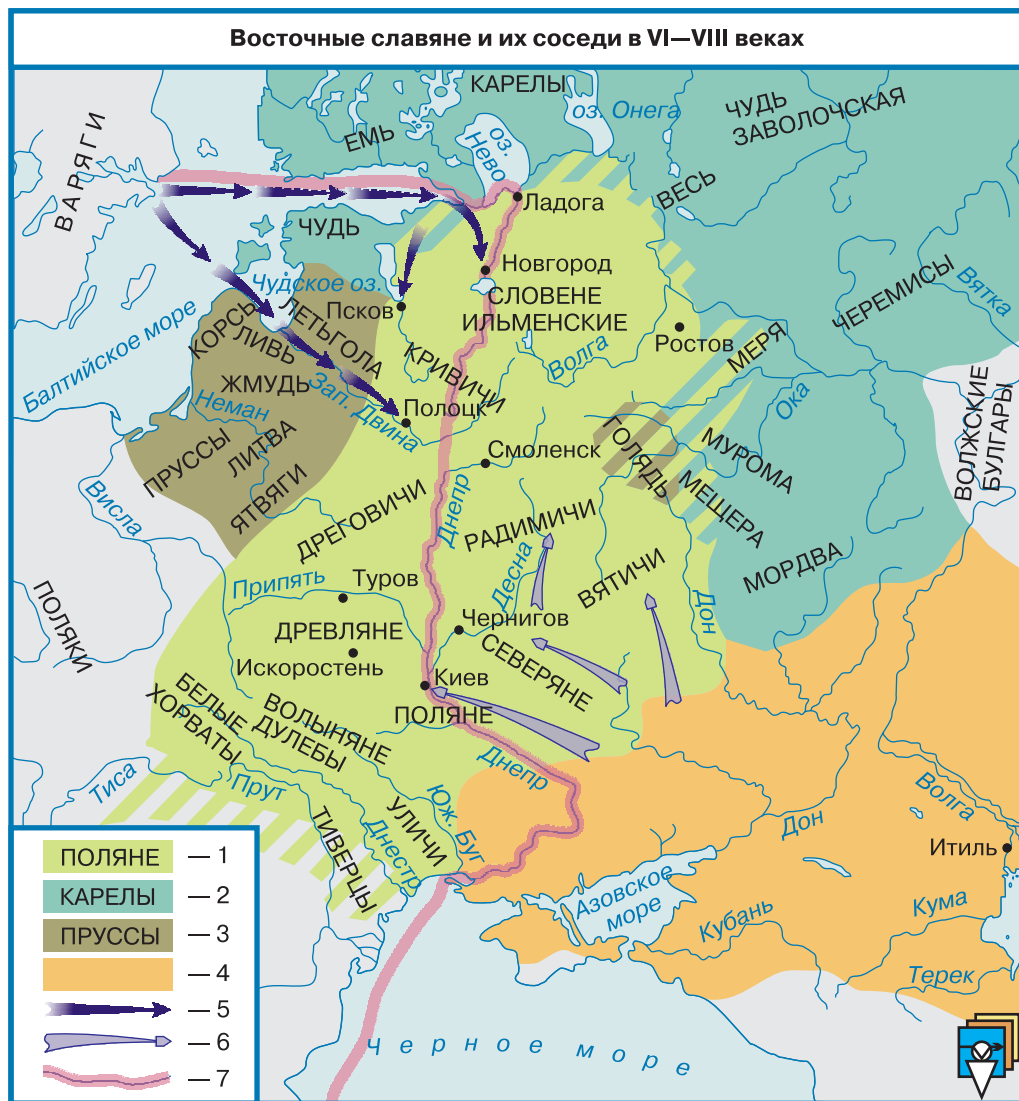 Восточные славяне и их соседи в VI—VIII веках
КАРЕЛЫ
оз. Онега
ЧУДЬ
ЗАВОЛОЧСКАЯ
ВАРЯГИ
ЕМЬ
оз.
Нево
ВЕСЬ
Ладога
ЧУДЬ
Чудское оз.
Новгород
СЛОВЕНЕ
ИЛЬМЕНСКИЕ
Псков
ЧЕРЕМИСЫ
Вятка
Балтийское море
КОРСЬ
ЛИВЬ
ЛЕТЬГОЛА
Ростов
МЕРЯ
Волга
КРИВИЧИ
ЖМУДЬ
Зап. Двина
Неман
Полоцк
Ока
ВОЛЖСКИЕ
БУЛГАРЫ
ПРУССЫ
ЛИТВА
ЯТВЯГИ
Смоленск
ГОЛЯДЬ
МУРОМА
МЕЩЕРА
Висла
ДРЕГОВИЧИ
Днепр
РАДИМИЧИ
МОРДВА
Десна
ВЯТИЧИ
Дон
Припять
Туров
ПОЛЯКИ
ДРЕВЛЯНЕ
Чернигов
Искоростень
СЕВЕРЯНЕ
Киев
ПОЛЯНЕ
БЕЛЫЕ
ХОРВАТЫ
ВОЛЫНЯНЕ
ДУЛЕБЫ
Днепр
Тиса
Прут
Юж. Буг
УЛИЧИ
Днестр
ТИВЕРЦЫ
Дон
Волга
Итиль
Азовское
море
Кубань
Кума
Терек
Черное море
ПОЛЯНЕ — 1
КАРЕЛЫ — 2
ПРУССЫ — 3
— 4
— 5
— 6
— 7